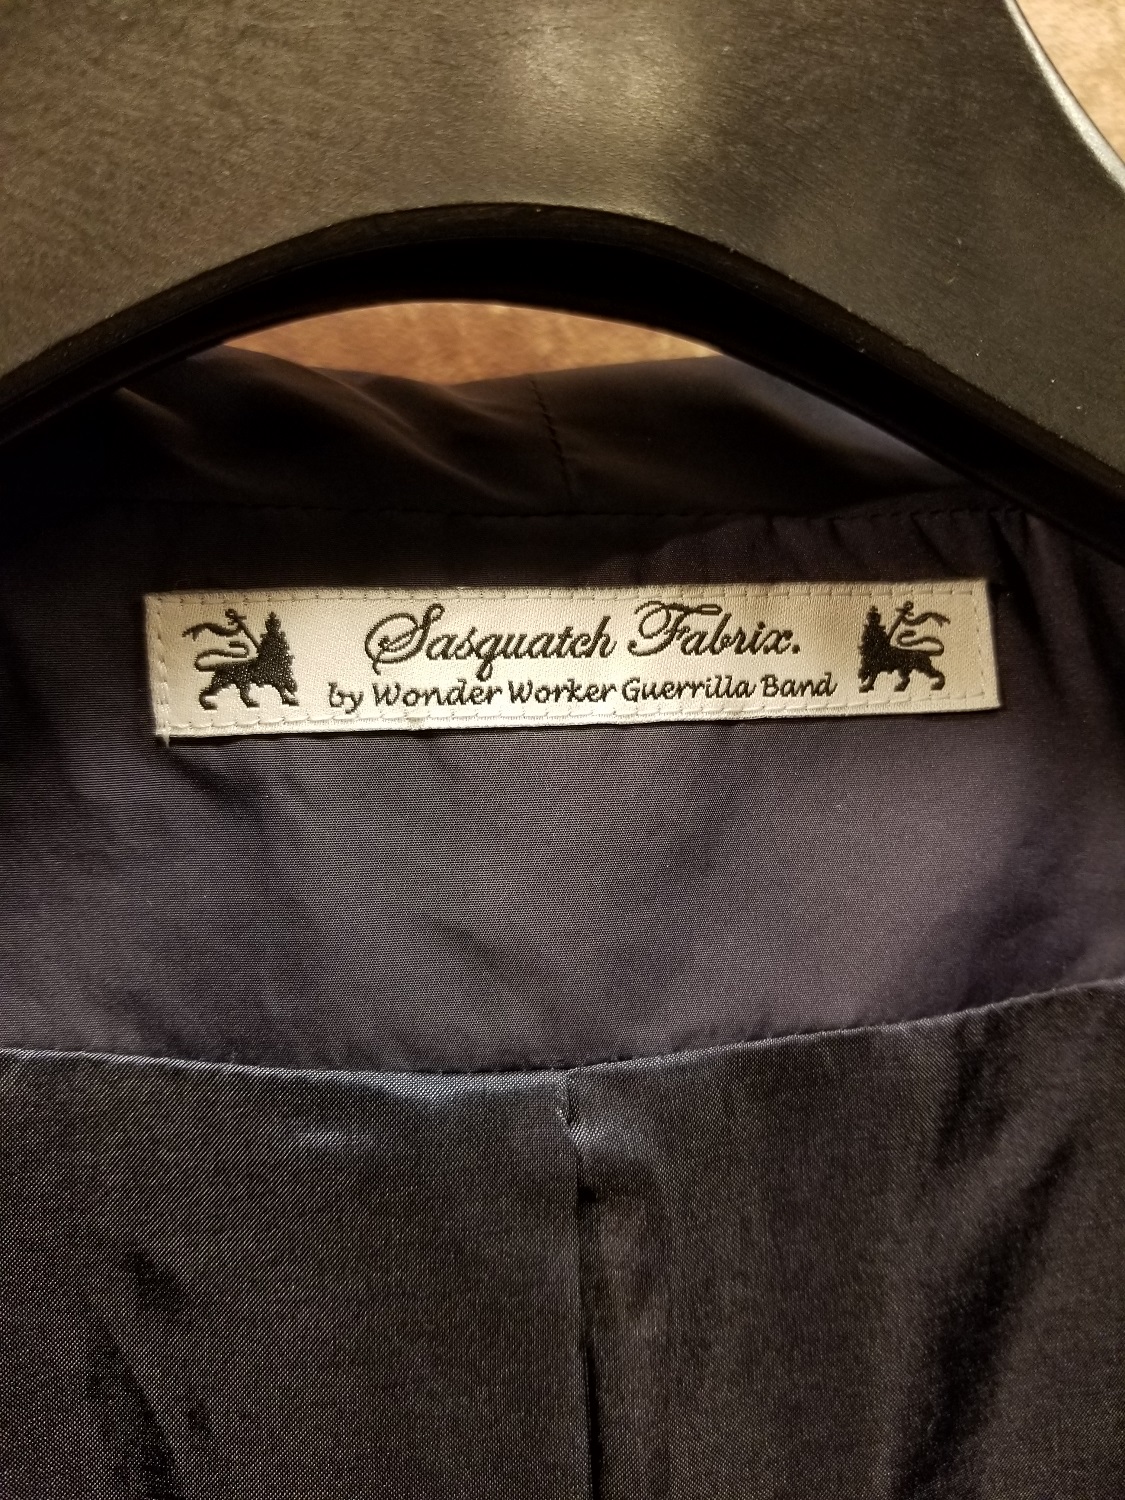 Sasquatch Fabrix.
by Wonder Worker Guerrilla Band